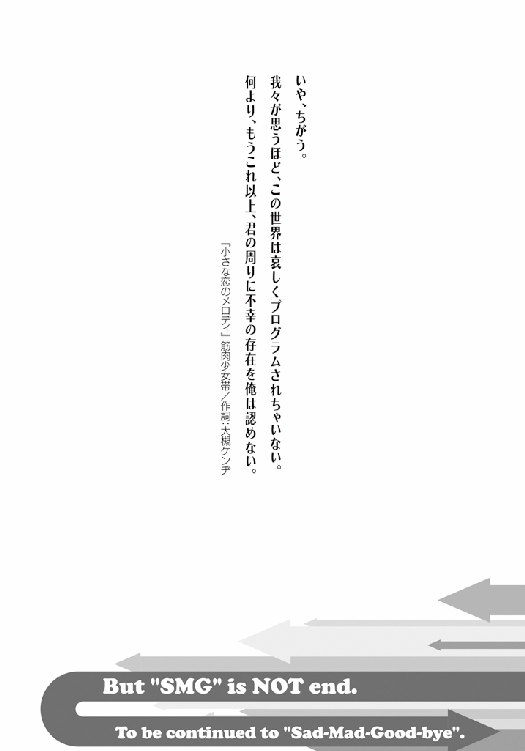 いや、ちがう。
我々が思うほど、この世界は哀しくプログラムされちゃいない。
何より、もうこれ以上、君の周りに不幸の存在を俺は認めない。
「小さな恋のメロディ」筋肉少女帯／作詞：大槻ケンヂ
But "SMG" is NOT end.
To be continued to "Sad-Mad-Good-bye".